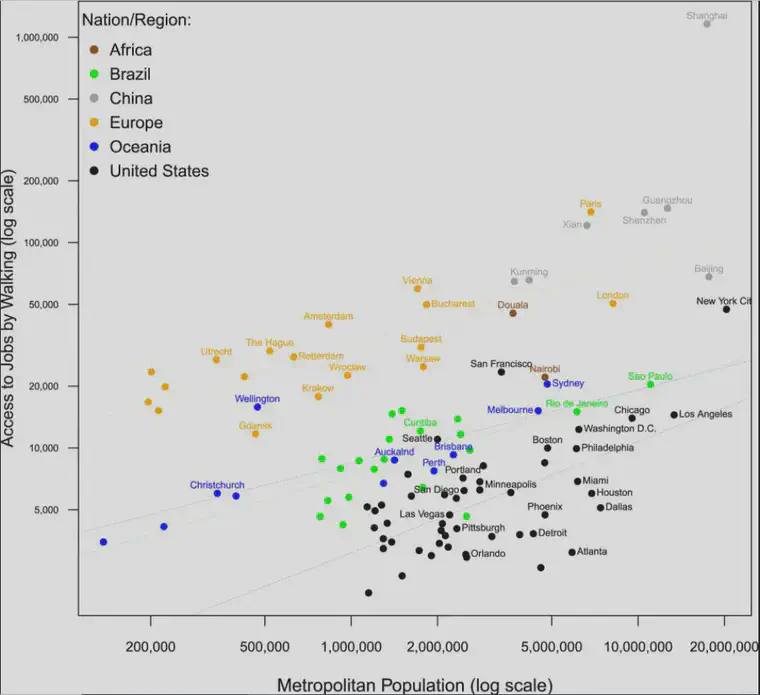 Nation/Region:
Africa
Brazil
China
Europe
Oceania
United States
Access to Jobs by Walking (log scale)
1,000,000
500,000
200,000
100,000
50,000
20,000
10,000
5,000
Shanghai
Paris
Guangzhou
Xian
Shenzhen
Vienna
Kunming
Beijing
Bucharest
Douala
London
New York Cit
Amsterdam
Utrecht
The Hague
Rotterdam
Budapest
Warsaw
Wroclaw
San Francisco
Nairobi
Sydney
Sao Paulo
Krakow
Wellington
Melbourne
Rio de Janeiro
Chicago
Los Angeles
Gdansk
Curitiba
Seattle
Washington D.C.
Boston
Philadelphia
Auckalnd
Brisbane
Perth
Portland
Christchurch
San Diego
Minneapolis
Miami
Houston
Las Vegas
Phoenix
Dallas
Pittsburgh
Detroit
Orlando
Atlanta
200,000
500,000
1,000,000
2,000,000
5,000,000
10,000,000
20,000,000
Metropolitan Population (log scale)